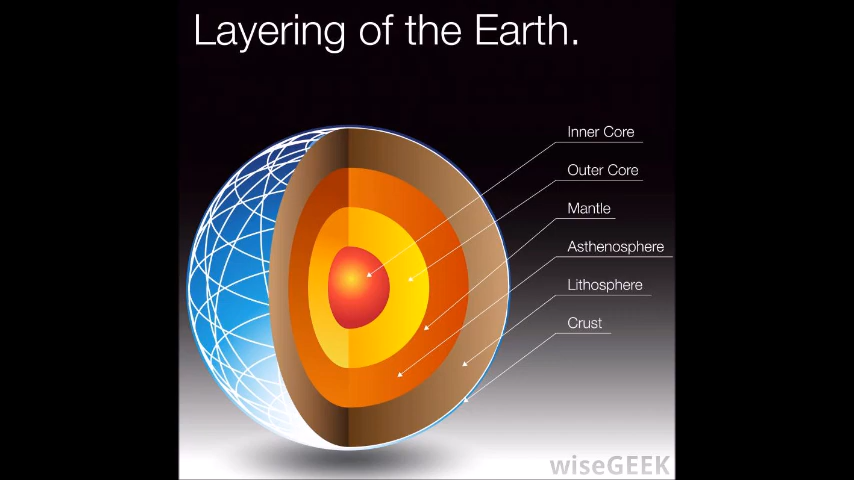 Layering of the Earth.
Inner Core
Outer Core
Mantle
Asthenosphere
Lithosphere
Crust
wiseGEEK